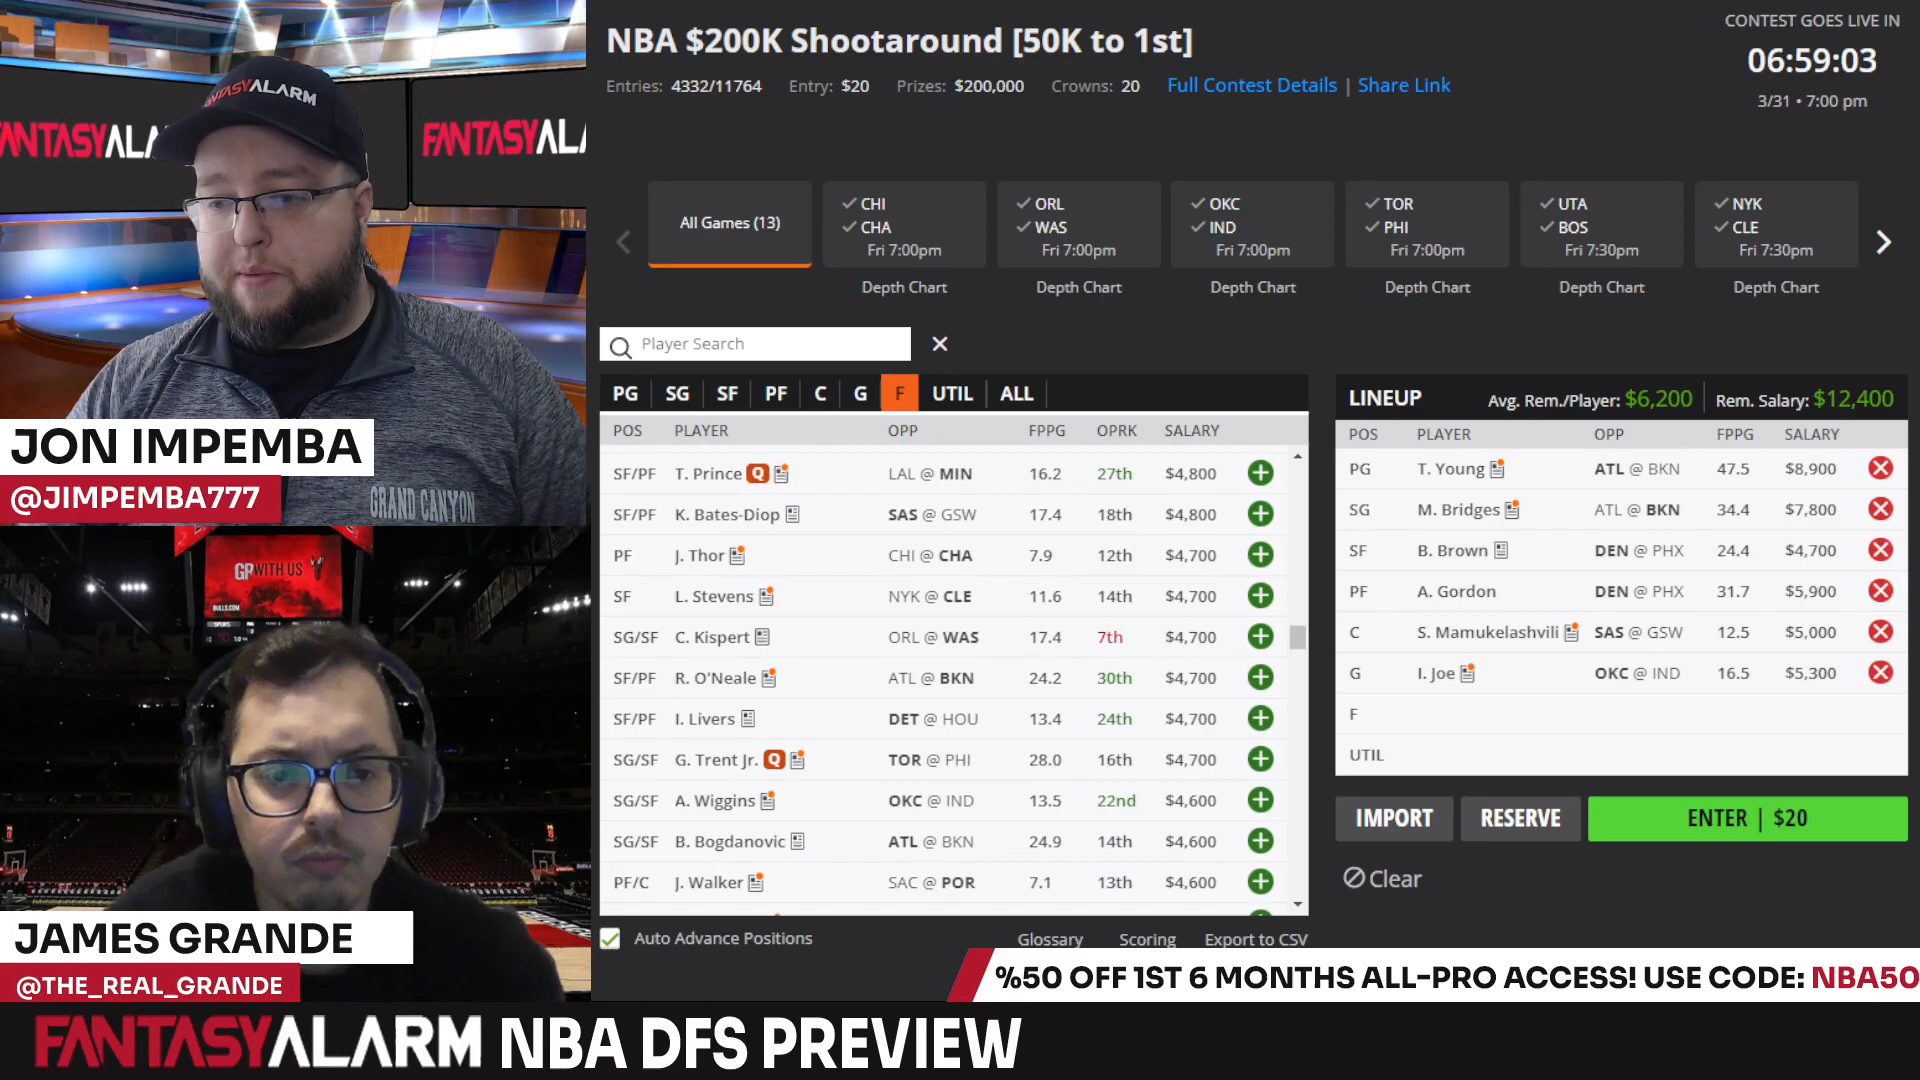 FANTASYALARM
FANTASYALA
FANTASYAL
GRAND CANYON
JON IMPEMBA
@JIMPEMBA777
WITH US
BULLS.COM
JAMES GRANDE
@THE_REAL_GRANDE
NBA $200K Shootaround [50K to 1st]
Entries: 4332/11764 Entry: $20 Prizes: $200,000 Crowns: 20 Full Contest Details | Share Link
CONTEST GOES LIVE IN
06:59:03
3/31 • 7:00 pm
All Games (13)
CHI
CHA
Fri 7:00pm
Depth Chart
ORL
WAS
Fri 7:00pm
Depth Chart
OKC
IND
Fri 7:00pm
Depth Chart
TOR
PHI
Fri 7:00pm
Depth Chart
UTA
BOS
Fri 7:30pm
Depth Chart
NYK
CLE
Fri 7:30pm
Depth Chart
Player Search
PG SG SF PF C G F UTIL ALL
POS PLAYER OPP FPPG OPRK SALARY
SF/PF T. Prince Q LAL @ MIN 16.2 27th $4,800
SF/PF K. Bates-Diop SAS @ GSW 17.4 18th $4,800
PF J. Thor CHI @ CHA 7.9 12th $4,700
SF L. Stevens NYK @ CLE 11.6 14th $4,700
SG/SF C. Kispert ORL @ WAS 17.4 7th $4,700
SF/PF R. O'Neale ATL @ BKN 24.2 30th $4,700
SF/PF I. Livers DET @ HOU 13.4 24th $4,700
SG/SF G. Trent Jr. Q TOR @ PHI 28.0 16th $4,700
SG/SF A. Wiggins OKC @ IND 13.5 22nd $4,600
SG/SF B. Bogdanovic ATL @ BKN 24.9 14th $4,600
PF/C J. Walker SAC @ POR 7.1 13th $4,600
Auto Advance Positions
Glossary Scoring Export to CSV
LINEUP Avg. Rem./Player: $6,200 Rem. Salary: $12,400
POS PLAYER OPP FPPG SALARY
PG T. Young ATL @ BKN 47.5 $8,900
SG M. Bridges ATL @ BKN 34.4 $7,800
SF B. Brown DEN @ PHX 24.4 $4,700
PF A. Gordon DEN @ PHX 31.7 $5,900
C S. Mamukelashvili SAS @ GSW 12.5 $5,000
G I. Joe OKC @ IND 16.5 $5,300
F
UTIL
IMPORT RESERVE ENTER | $20
Clear
%50 OFF 1ST 6 MONTHS ALL-PRO ACCESS! USE CODE: NBA50
FANTASYALARM NBA DFS PREVIEW